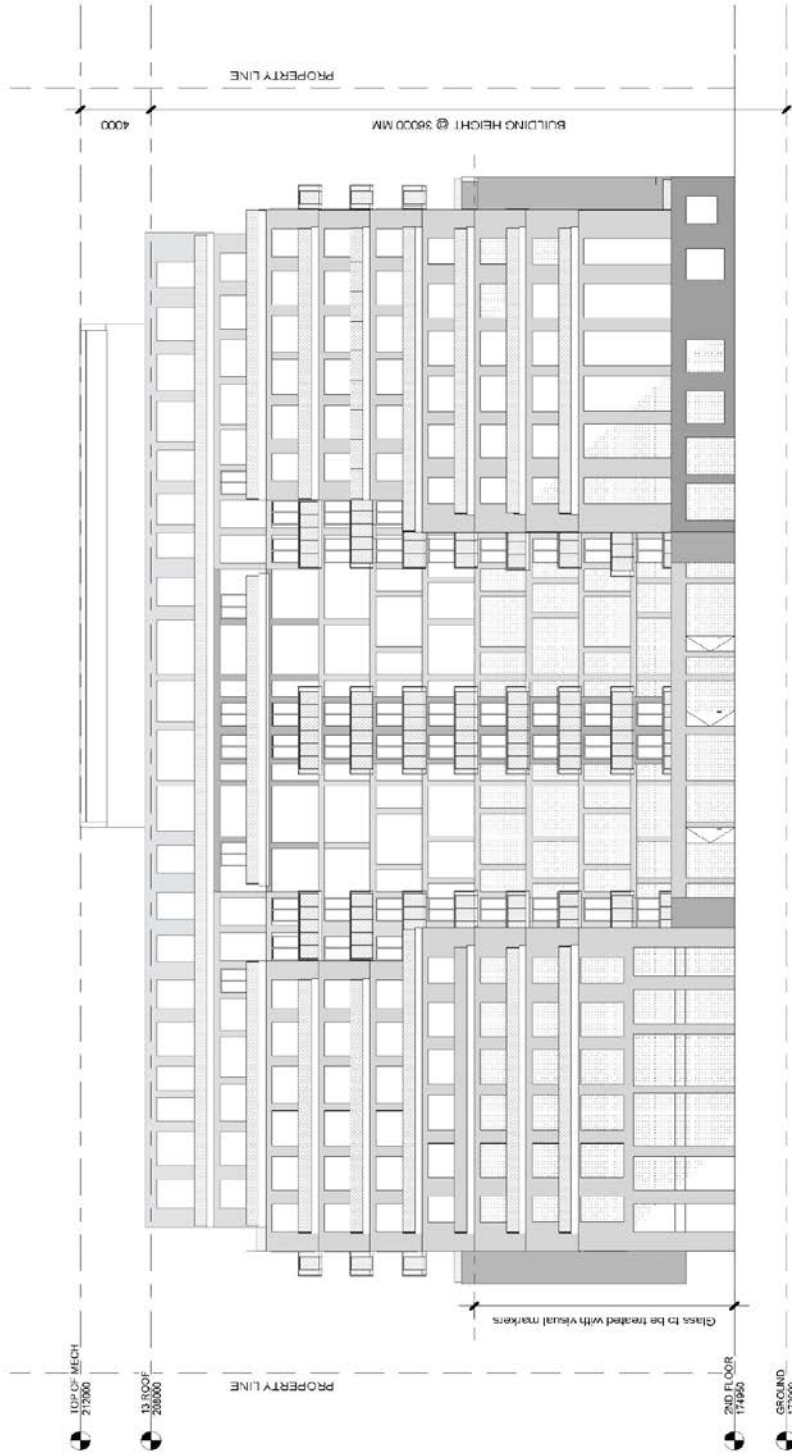 TOP OF MECH
212000
13 ROOF
208000
2ND FLOOR
174950
GROUND
172000
PROPERTY LINE
PROPERTY LINE
4000
BUILDING HEIGHT @ 36000 MM
Glass to be treated with visual markers